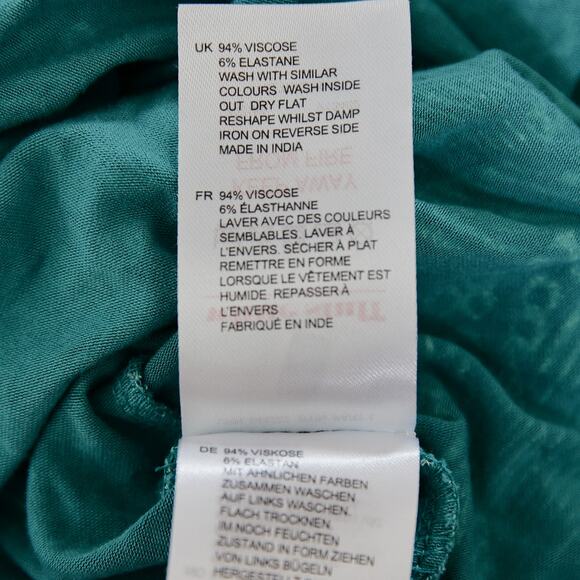 UK 94% VISCOSE
6% ELASTANE
WASH WITH SIMILAR
COLOURS WASH INSIDE
OUT DRY FLAT
RESHAPE WHILST DAMP
IRON ON REVERSE SIDE
MADE IN INDIA
FROM FIRE
KEEP AWAY
FR 94% VISCOSE
6% ÉLASTHANNE
LAVER AVEC DES COULEURS
SEMBLABLES. LAVER À
L'ENVERS. SÉCHER À PLAT
REMETTRE EN FORME
LORSQUE LE VÊTEMENT EST
HUMIDE. REPASSER À
L'ENVERS
FABRIQUÉ EN INDE
DE 94% VISKOSE
6% ELASTAN
MIT ÄHNLICHEN FARBEN
ZUSAMMEN WASCHEN.
AUF LINKS WASCHEN.
FLACH TROCKNEN.
IM NOCH FEUCHTEN
ZUSTAND IN FORM ZIEHEN
VON LINKS BÜGELN